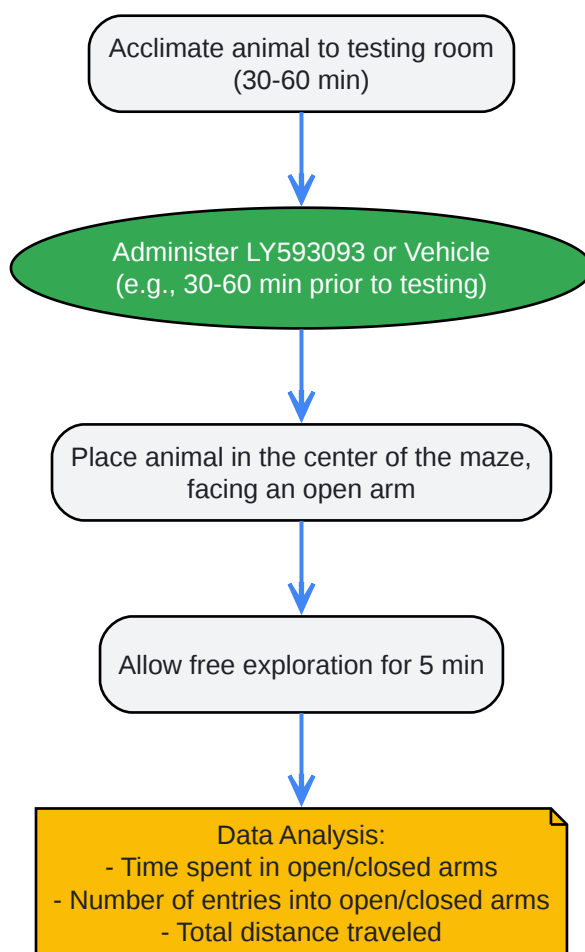 Acclimate animal to testing room
(30-60 min)
Administer LY593093 or Vehicle
(e.g., 30-60 min prior to testing)
Place animal in the center of the maze,
facing an open arm
Allow free exploration for 5 min
Data Analysis:
- Time spent in open/closed arms
- Number of entries into open/closed arms
- Total distance traveled